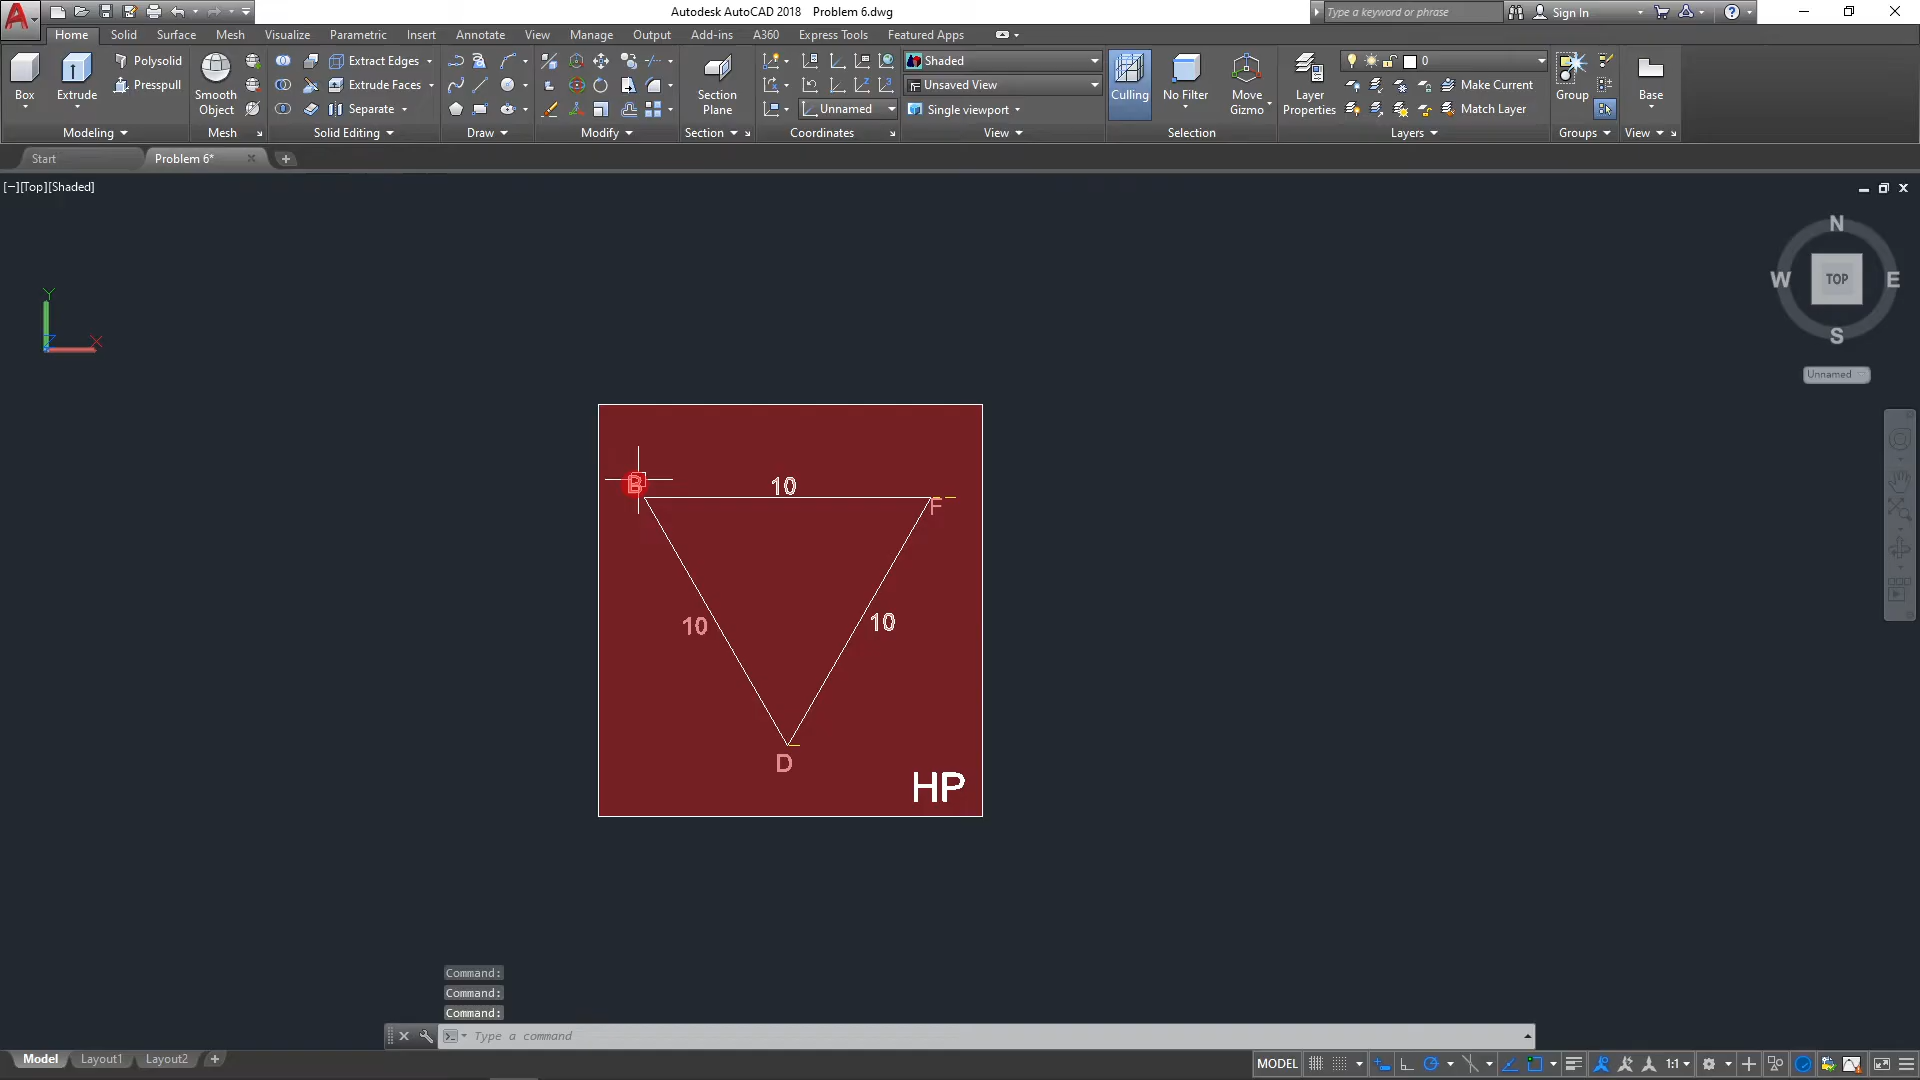 Autodesk AutoCAD 2018 Problem 6.dwg
Type a keyword or phrase
Sign In
Home Solid Surface Mesh Visualize Parametric Insert Annotate View Manage Output Add-ins A360 Express Tools Featured Apps
Polysolid
Presspull
Box
Extrude
Smooth
Object
Extract Edges
Extrude Faces
Separate
Section
Plane
Unnamed
Shaded
Unsaved View
Single viewport
Culling
No Filter
Move
Gizmo
Layer
Properties
0
Make Current
Match Layer
Group
Base
Modeling Mesh Solid Editing Draw Modify Section Coordinates View Selection Layers Groups View
Start Problem 6*
[−][Top][Shaded]
N
W TOP E
S
Unnamed
Y
X
B
10
F
10
10
D
HP
Command:
Command:
Command:
Type a command
Model Layout1 Layout2
MODEL
1:1